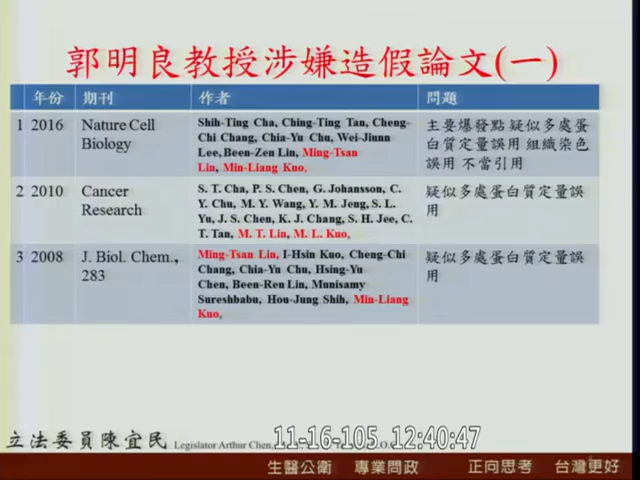 郭明良教授涉嫌造假論文(一)
年份 期刊 作者 問題
1 2016 Nature Cell Biology
Shih-Ting Cha, Ching-Ting Tan, Cheng-
Chi Chang, Chia-Yu Chu, Wei-Jiunn
Lee, Been-Zen Lin, Ming-Tsan
Lin, Min-Liang Kuo,
主要爆發點 疑似多處蛋
白質定量誤用 組織染色
誤用 不當引用
2 2010 Cancer Research
S. T. Cha, P. S. Chen, G. Johansson, C.
Y. Chu, M. Y. Wang, Y. M. Jeng, S. L.
Yu, J. S. Chen, K. J. Chang, S. H. Jee, C.
T. Tan, M. T. Lin, M. L. Kuo,
疑似多處蛋白質定量誤
用
3 2008 J. Biol. Chem., 283
Ming-Tsan Lin, I-Hsin Kuo, Cheng-Chi
Chang, Chia-Yu Chu, Hsing-Yu
Chen, Been-Ren Lin, Munisamy
Sureshbabu, Hou-Jung Shih, Min-Liang
Kuo,
疑似多處蛋白質定量誤
用
立法委員陳宜民 Legislator Arthur Chen,
11-16-105 12:40:47
生醫公衛 專業問政 正向思考 台灣更好